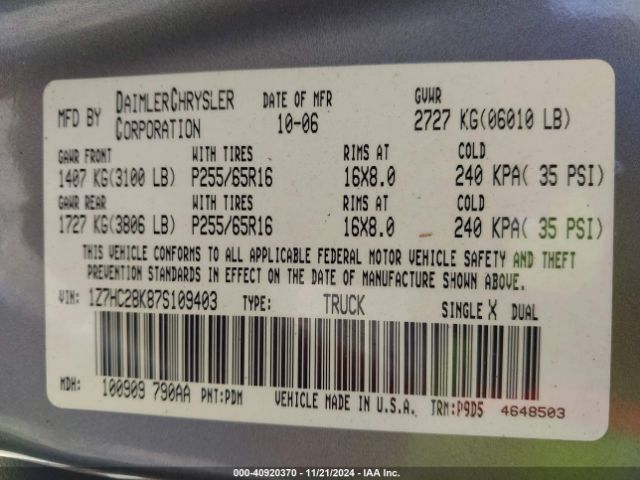 MFD BY DAIMLERCHRYSLER CORPORATION DATE OF MFR 10-06 GVWR 2727 KG(06010 LB)
GAWR FRONT WITH TIRES RIMS AT COLD
1407 KG(3100 LB) P255/65R16 16X8.0 240 KPA( 35 PSI)
GAWR REAR WITH TIRES RIMS AT COLD
1727 KG(3806 LB) P255/65R16 16X8.0 240 KPA( 35 PSI)
THIS VEHICLE CONFORMS TO ALL APPLICABLE FEDERAL MOTOR VEHICLE SAFETY AND THEFT
PREVENTION STANDARDS IN EFFECT ON THE DATE OF MANUFACTURE SHOWN ABOVE.
VIN: 1Z7HC28K87S109403 TYPE: TRUCK SINGLE X DUAL
MDH: 100909 790AA PNT:PDM VEHICLE MADE IN U.S.A. TRM:P9D5 4648503
000-40920370 - 11/21/2024 - IAA Inc.